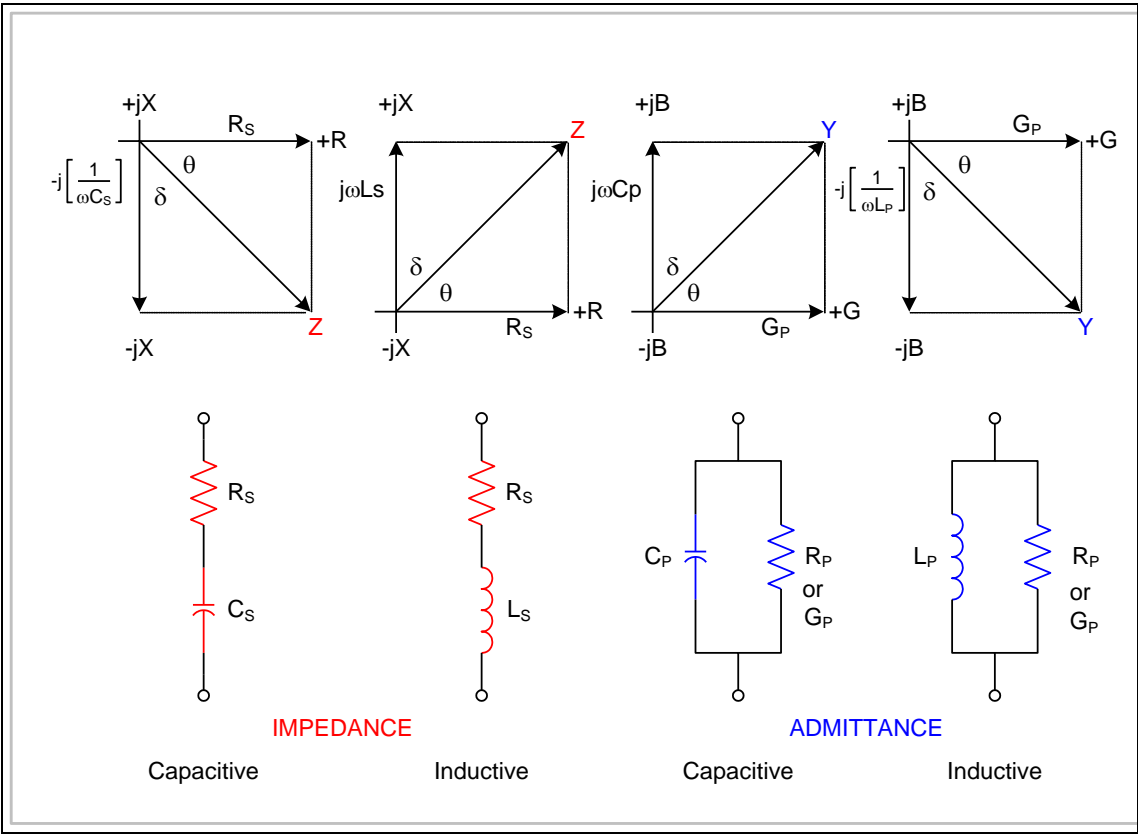 +jX
R_S
+R
-j[1/ωC_S]
θ
δ
Z
-jX
+jX
Z
jωLs
δ
θ
+R
R_S
-jX
+jB
Y
jωCp
δ
θ
+G
G_P
-jB
+jB
G_P
+G
-j[1/ωL_P]
θ
δ
Y
-jB
R_S
C_S
R_S
L_S
C_P
R_P
or
G_P
L_P
R_P
or
G_P
IMPEDANCE
ADMITTANCE
Capacitive
Inductive
Capacitive
Inductive